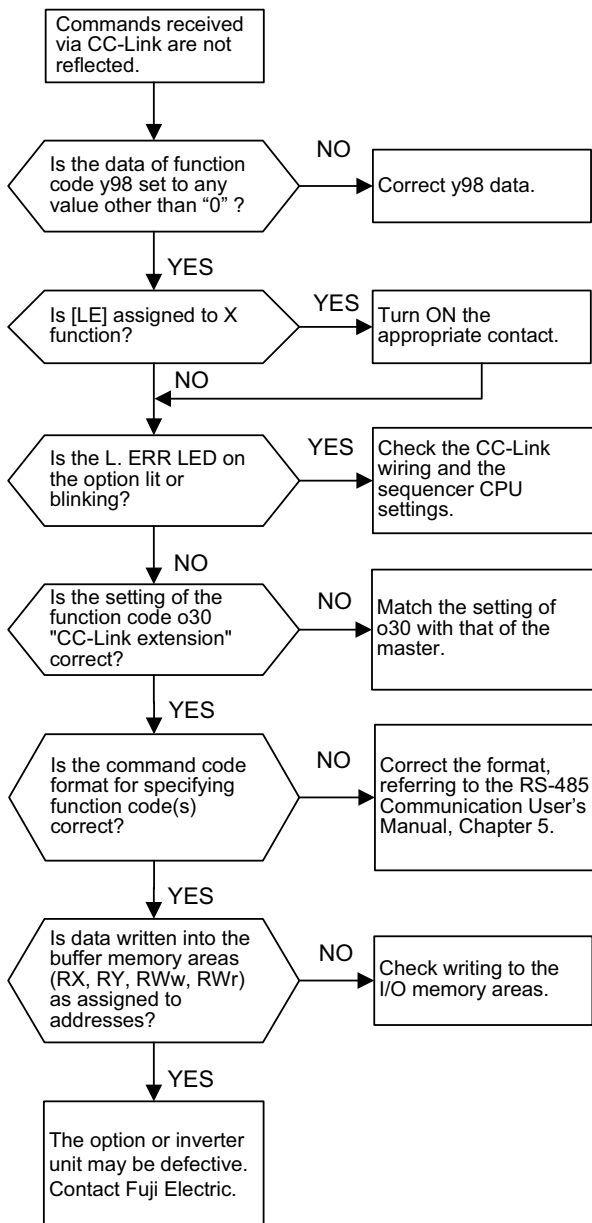 Commands received
via CC-Link are not
reflected.
Is the data of function
code y98 set to any
value other than “0” ?
NO
Correct y98 data.
YES
Is [LE] assigned to X
function?
YES
Turn ON the
appropriate contact.
NO
Is the L. ERR LED on
the option lit or
blinking?
YES
Check the CC-Link
wiring and the
sequencer CPU
settings.
NO
Is the setting of the
function code o30
"CC-Link extension"
correct?
NO
Match the setting of
o30 with that of the
master.
YES
Is the command code
format for specifying
function code(s)
correct?
NO
Correct the format,
referring to the RS-485
Communication User’s
Manual, Chapter 5.
YES
Is data written into the
buffer memory areas
(RX, RY, RWw, RWr)
as assigned to
addresses?
NO
Check writing to the
I/O memory areas.
YES
The option or inverter
unit may be defective.
Contact Fuji Electric.